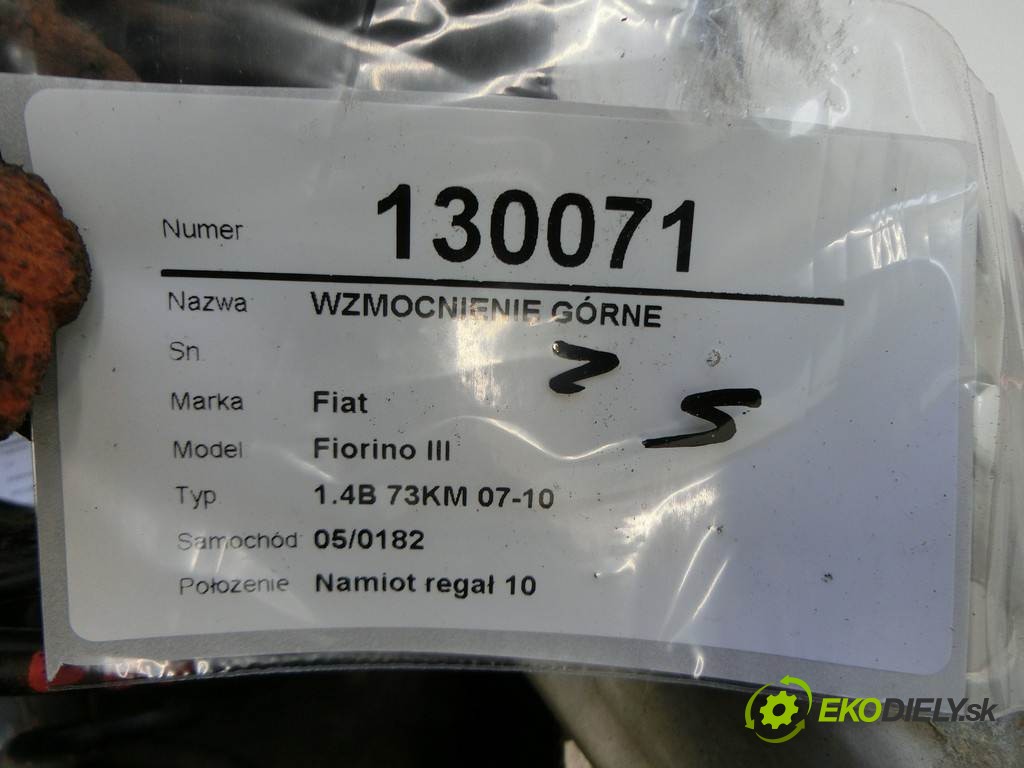 Numer 130071
Nazwa WZMOCNIENIE GÓRNE
Sn
Marka Fiat
Model Fiorino III
Typ 1.4B 73KM 07-10
Samochód 05/0182
Położenie Namiot regał 10
EKODIELY.sk